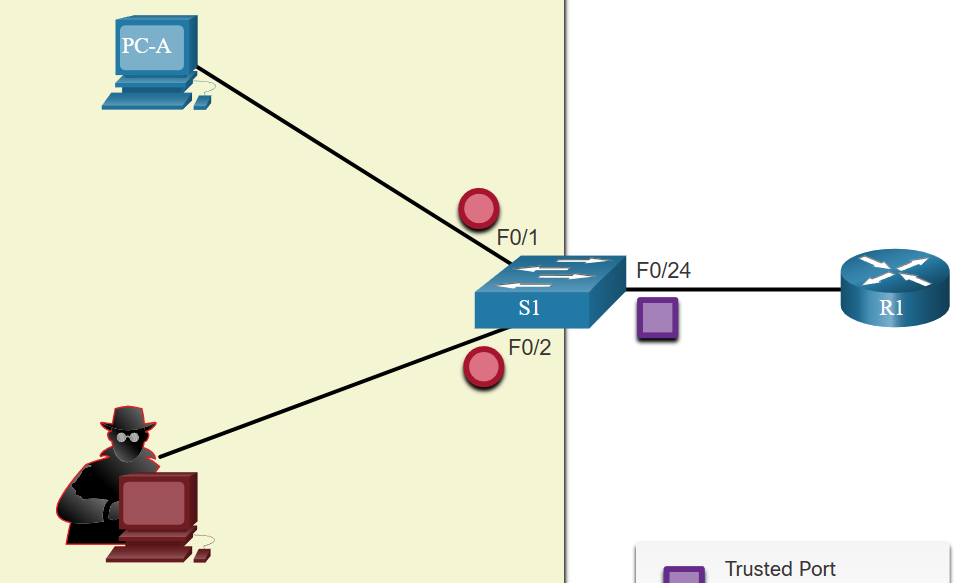 PC-A
F0/1
F0/24
S1
R1
F0/2
Trusted Port